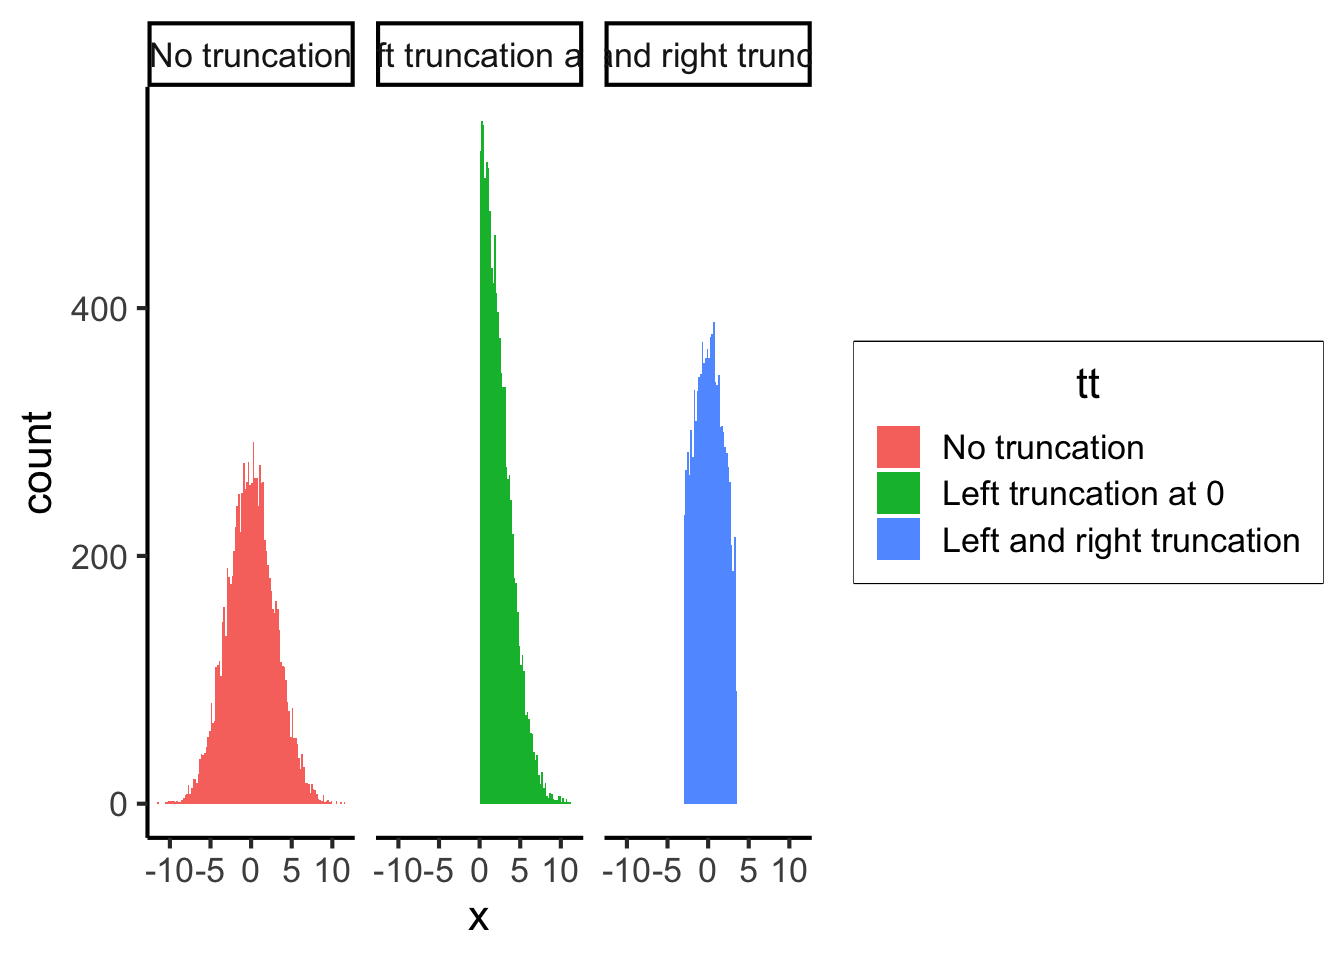 No truncation
ft truncation a
and right trunc
count
400
200
0
-10 -5 0 5 10
-10 -5 0 5 10
-10 -5 0 5 10
x
tt
No truncation
Left truncation at 0
Left and right truncation